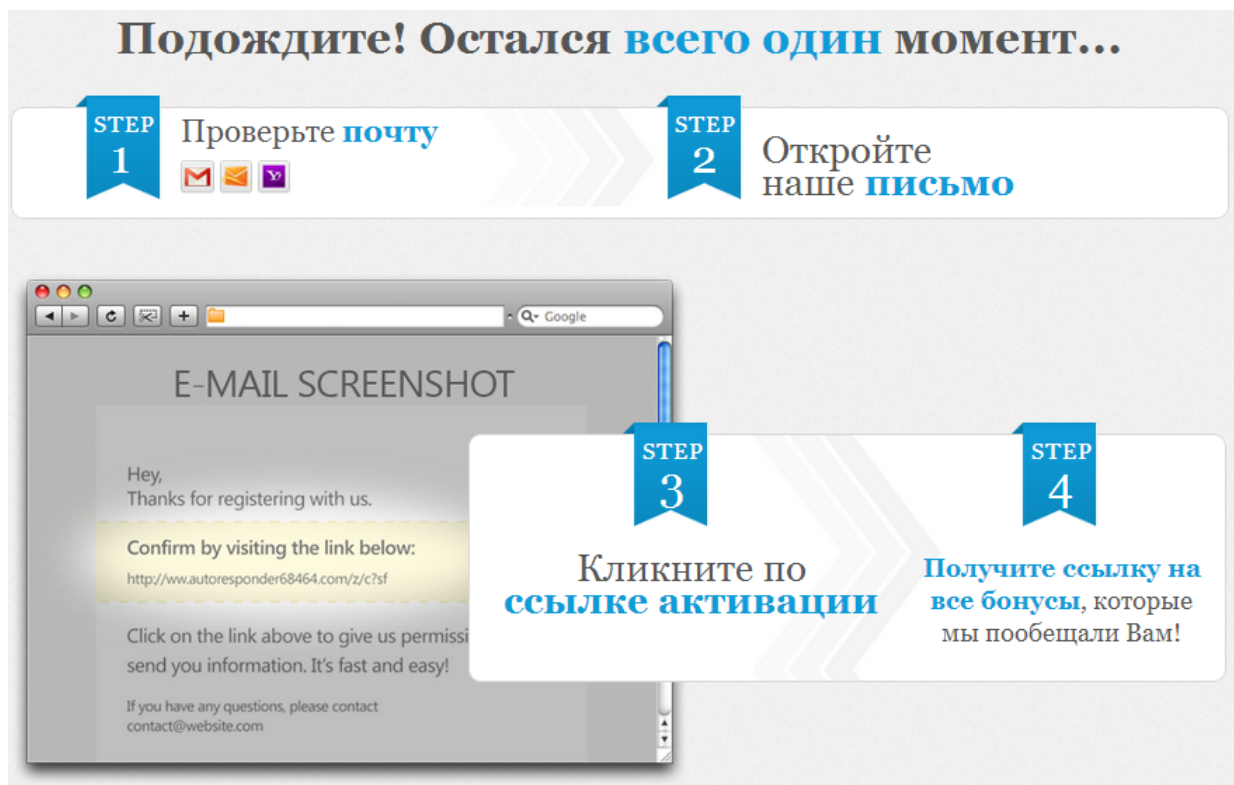 Подождите! Остался всего один момент...
STEP
1
Проверьте почту
STEP
2
Откройте
наше письмо
Google
E-MAIL SCREENSHOT
Hey,
Thanks for registering with us.
Confirm by visiting the link below:
http://ww.autoresponder68464.com/z/c?sf
Click on the link above to give us permissi
send you information. It's fast and easy!
If you have any questions, please contact
contact@website.com
STEP
3
Кликните по
ссылке активации
STEP
4
Получите ссылку на
все бонусы, которые
мы пообещали Вам!